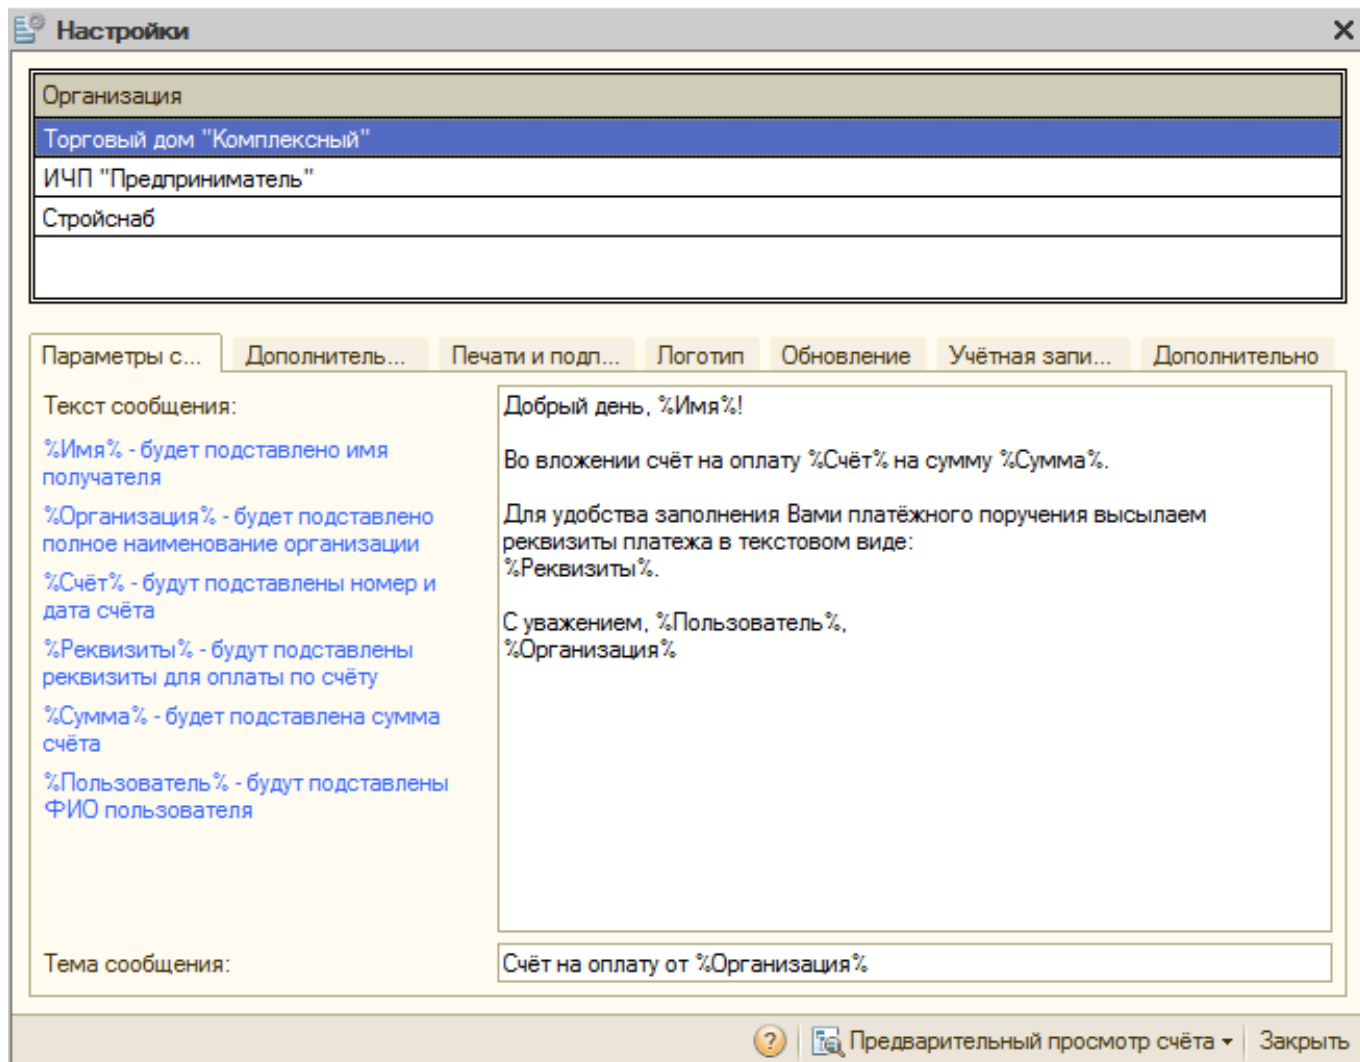 Настройки
Организация
Торговый дом "Комплексный"
ИЧП "Предприниматель"
Стройснаб
Параметры с... Дополнитель... Печати и подп... Логотип Обновление Учётная запи... Дополнительно
Текст сообщения:
%Имя% - будет подставлено имя
получателя
%Организация% - будет подставлено
полное наименование организации
%Счёт% - будут подставлены номер и
дата счёта
%Реквизиты% - будут подставлены
реквизиты для оплаты по счёту
%Сумма% - будет подставлена сумма
счёта
%Пользователь% - будут подставлены
ФИО пользователя
Добрый день, %Имя%!
Во вложении счёт на оплату %Счёт% на сумму %Сумма%.
Для удобства заполнения Вами платёжного поручения высылаем
реквизиты платежа в текстовом виде:
%Реквизиты%.
С уважением, %Пользователь%,
%Организация%
Тема сообщения:
Счёт на оплату от %Организация%
? Предварительный просмотр счёта Закрыть